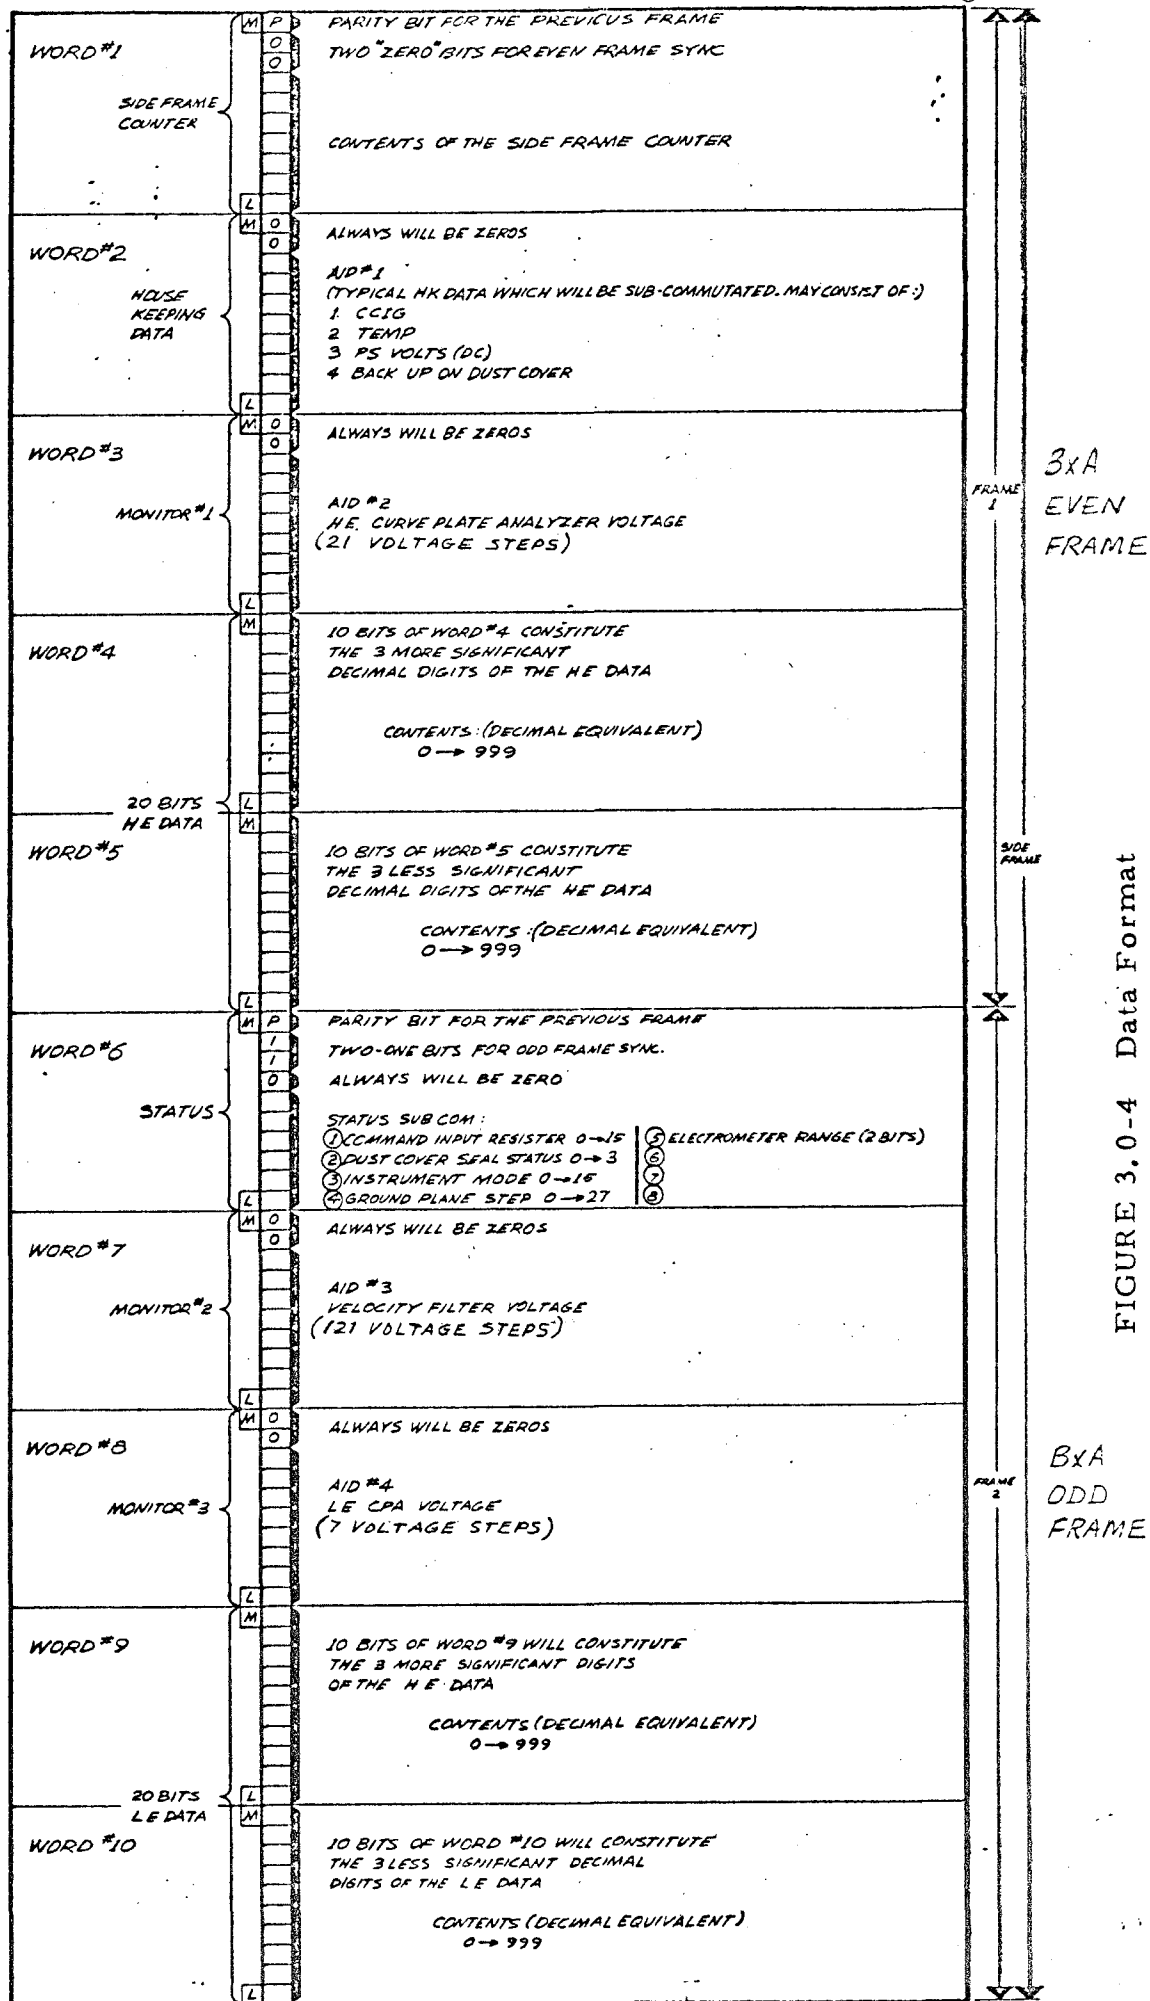 M P PARITY BIT FOR THE PREVIOUS FRAME
WORD #1
O TWO "ZERO" BITS FOR EVEN FRAME SYNC
O
SIDE FRAME
COUNTER
CONTENTS OF THE SIDE FRAME COUNTER
L
M O ALWAYS WILL BE ZEROS
O
WORD #2
HOUSE
KEEPING
DATA
A/D #1
(TYPICAL HK DATA WHICH WILL BE SUB-COMMUTATED. MAY CONSIST OF:)
1. CCIG
2 TEMP
3 PS VOLTS (DC)
4 BACK UP ON DUST COVER
L
M O ALWAYS WILL BE ZEROS
O
WORD #3
MONITOR #1
A/D #2
HE. CURVE PLATE ANALYZER VOLTAGE
(21 VOLTAGE STEPS)
L
FRAME
1
BxA
EVEN
FRAME
M
WORD #4
10 BITS OF WORD #4 CONSTITUTE
THE 3 MORE SIGNIFICANT
DECIMAL DIGITS OF THE HE DATA
CONTENTS: (DECIMAL EQUIVALENT)
0 → 999
L
20 BITS
HE DATA
M
WORD #5
10 BITS OF WORD #5 CONSTITUTE
THE 3 LESS SIGNIFICANT
DECIMAL DIGITS OF THE HE DATA
CONTENTS: (DECIMAL EQUIVALENT)
0 → 999
L
SIDE
FRAME
M P PARITY BIT FOR THE PREVIOUS FRAME
WORD #6
1 TWO-ONE BITS FOR ODD FRAME SYNC.
1
O ALWAYS WILL BE ZERO
STATUS
STATUS SUB COM:
① COMMAND INPUT REGISTER 0→15 ⑤ ELECTROMETER RANGE (2 BITS)
② DUST COVER SEAL STATUS 0→3 ⑥
③ INSTRUMENT MODE 0→15 ⑦
④ GROUND PLANE STEP 0→27 ⑧
L
M O ALWAYS WILL BE ZEROS
O
WORD #7
MONITOR #2
A/D #3
VELOCITY FILTER VOLTAGE
(121 VOLTAGE STEPS)
L
M O ALWAYS WILL BE ZEROS
O
WORD #8
MONITOR #3
A/D #4
LE CPA VOLTAGE
(7 VOLTAGE STEPS)
L
FRAME
2
BxA
ODD
FRAME
M
WORD #9
10 BITS OF WORD #9 WILL CONSTITUTE
THE 3 MORE SIGNIFICANT DIGITS
OF THE H E DATA
CONTENTS (DECIMAL EQUIVALENT)
0 → 999
L
20 BITS
LE DATA
M
WORD #10
10 BITS OF WORD #10 WILL CONSTITUTE
THE 3 LESS SIGNIFICANT DECIMAL
DIGITS OF THE LE DATA
CONTENTS (DECIMAL EQUIVALENT)
0 → 999
L
FIGURE 3.0-4 Data Format